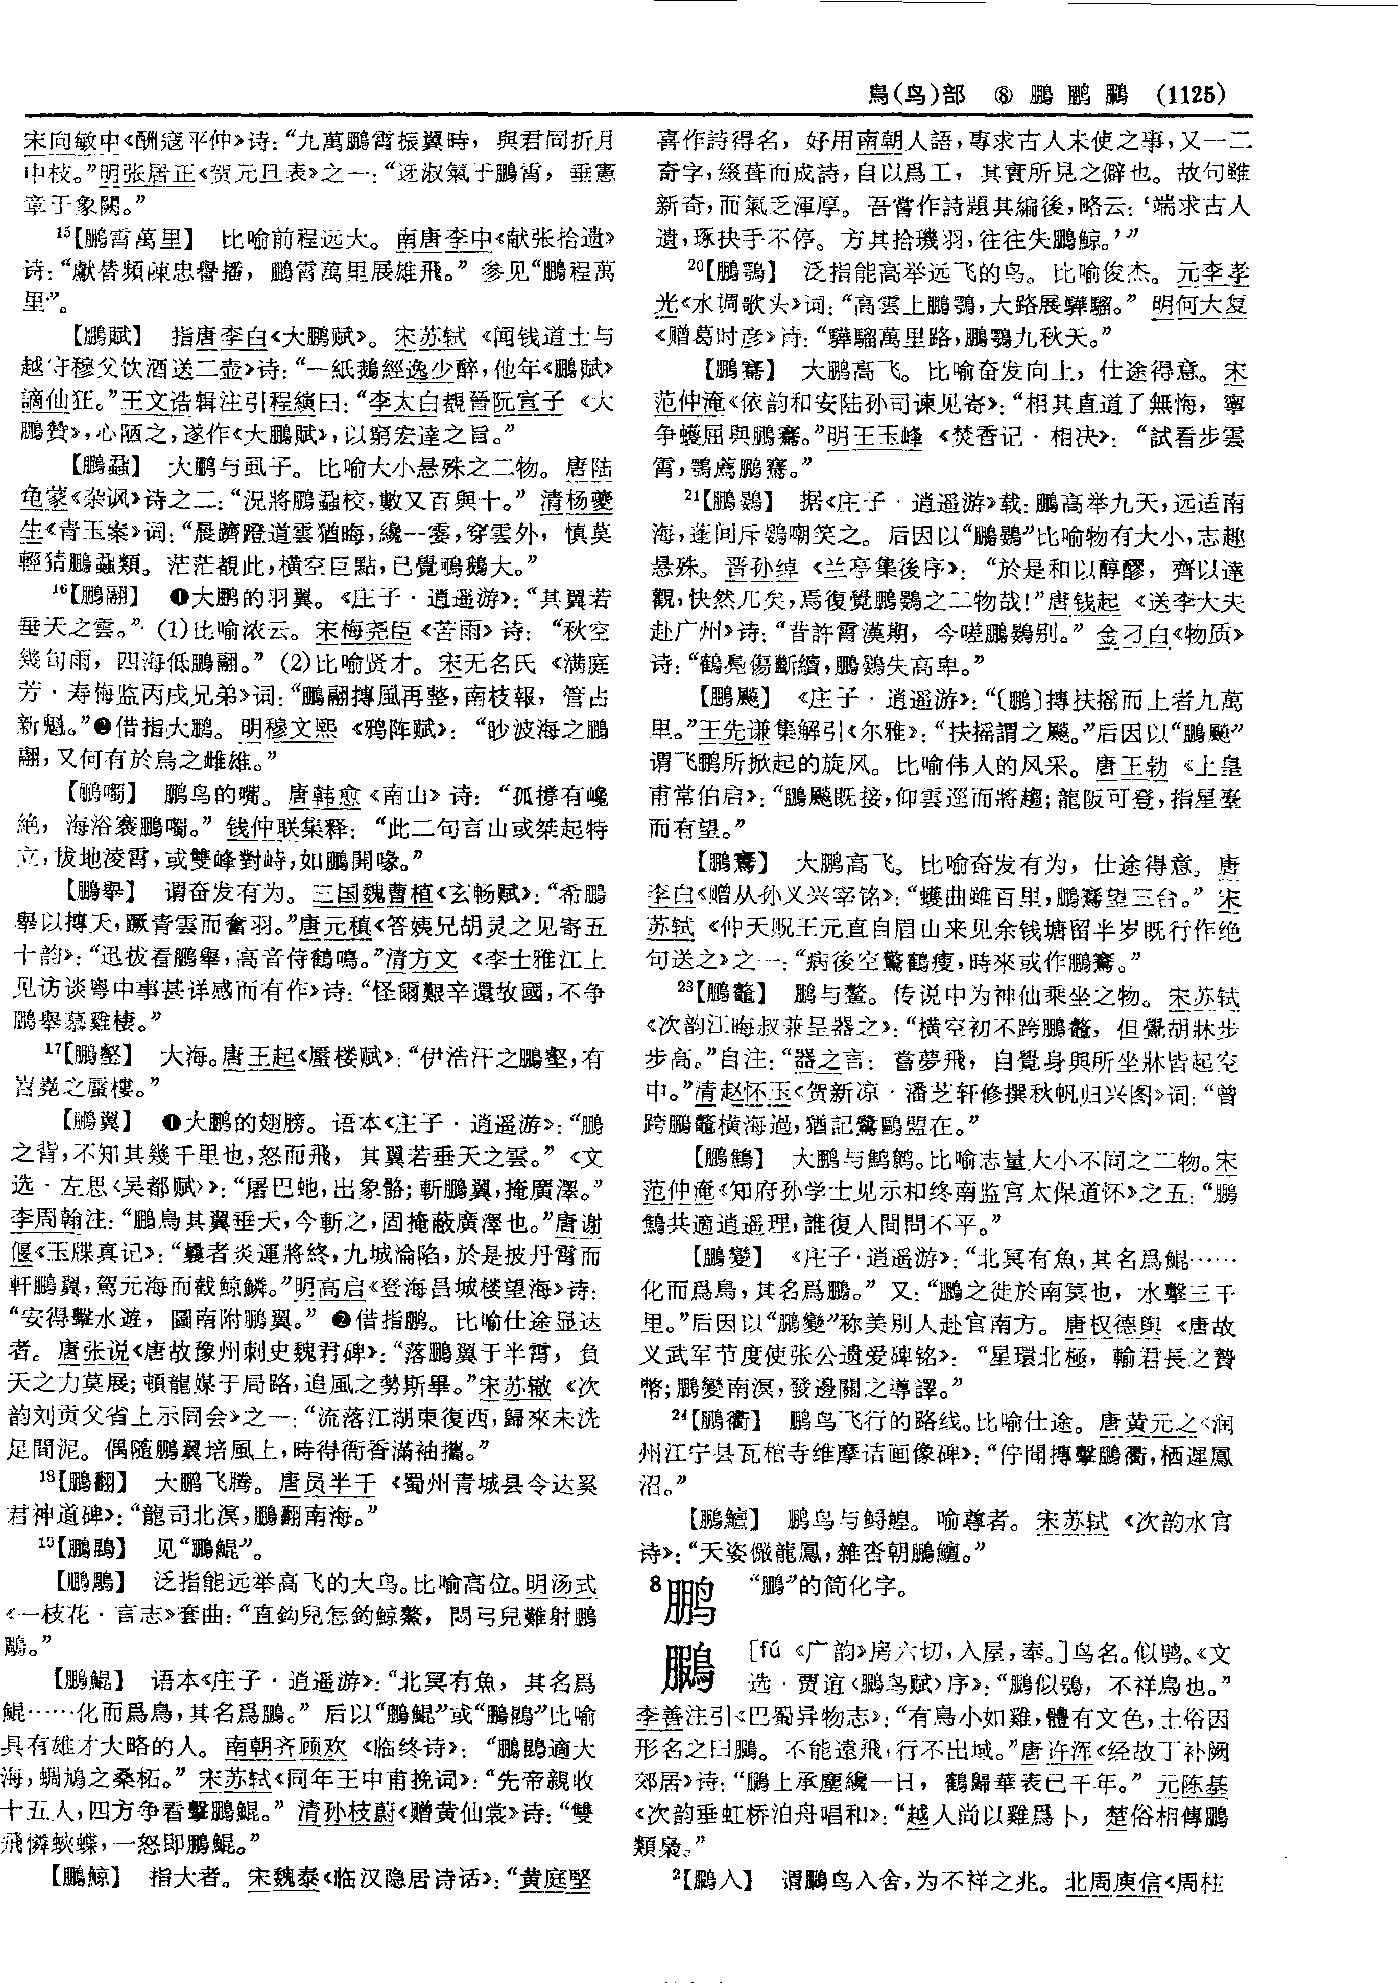 鳥(鸟)部 ⑧ 鵬 鹏 鵩 (1125)
宋向敏中《酬寇平仲》诗：“九萬鵬霄振翼時，與君同折月
中枝。”明张居正《贺元旦表》之一：“迓淑氣于鵬霄，垂憲
章于象闕。”
15【鵬霄萬里】 比喻前程远大。南唐李中《献张拾遗》
诗：“獻替頻陳忠譽播，鵬霄萬里展雄飛。”参见“鵬程萬
里”。
【鵬赋】 指唐李白《大鹏赋》。宋苏轼《闻钱道士与
越守穆父饮酒送二壶》诗：“一紙鵝經逸少醉，他年《鵬賦》
謫仙狂。”王文诰辑注引程縯曰：“李太白覩晉阮宣子《大
鵬贊》，心陋之，遂作《大鵬賦》，以窮宏達之旨。”
【鵬蝨】 大鹏与虱子。比喻大小悬殊之二物。唐陆
龟蒙《杂讽》诗之二：“況將鵬蝨校，數又百與十。”清杨夔
生《青玉案》词：“晨躋蹬道雲猶晦，纔一霎，穿雲外，慎莫
輕猜鵬蝨類。茫茫覩此，横空巨點，已覺鴉鵝大。”
16【鵬翮】 ❶大鹏的羽翼。《庄子·逍遥游》：“其翼若
垂天之雲。”(1)比喻浓云。宋梅尧臣《苦雨》诗：“秋空
幾旬雨，四海低鵬翮。”(2)比喻贤才。宋无名氏《满庭
芳·寿梅监丙戌兄弟》词：“鵬翮摶風再整，南枝報，管占
新魁。”❷借指大鹏。明穆文熙《鸦阵赋》：“眇波海之鵬
翮，又何有於烏之雌雄。”
【鵬噣】 鹏鸟的嘴。唐韩愈《南山》诗：“孤撑有巉
絶，海浴褰鵬噣。”钱仲联集释：“此二句言山或桀起特
立，拔地淩霄，或雙峰對峙，如鵬開喙。”
【鵬舉】 谓奋发有为。三国魏曹植《玄畅赋》：“希鵬
舉以摶天，蹶青雲而奮羽。”唐元稹《答姨兄胡灵之见寄五
十韵》：“迅拔看鵬舉，高音侍鶴鳴。”清方文《李士雅江上
见访谈粤中事甚详感而有作》诗：“怪爾艱辛還故國，不争
鵬舉慕雞棲。”
17【鵬壑】 大海。唐王起《蜃楼赋》：“伊浩汗之鵬壑，有
岧嶤之蜃樓。”
【鵬翼】 ❶大鹏的翅膀。语本《庄子·逍遥游》：“鵬
之背，不知其幾千里也，怒而飛，其翼若垂天之雲。”《文
选·左思〈吴都赋〉》：“屠巴虵，出象骼；斬鵬翼，掩廣澤。”
李周翰注：“鵬鳥其翼垂天，今斬之，固掩蔽廣澤也。”唐谢
偃《玉牒真记》：“曩者炎運將終，九城淪陷，於是披丹霄而
軒鵬翼，駕元海而截鯨鱗。”明高启《登海昌城楼望海》诗：
“安得擊水遊，圖南附鵬翼。”❷借指鹏。比喻仕途显达
者。唐张说《唐故豫州刺史魏君碑》：“落鵬翼于半霄，負
天之力莫展；頓龍媒于局路，追風之勢斯畢。”宋苏辙《次
韵刘贡父省上示同会》之一：“流落江湖東復西，歸來未洗
足間泥。偶隨鵬翼培風上，時得衙香滿袖攜。”
18【鵬翻】 大鹏飞腾。唐员半千《蜀州青城县令达奚
君神道碑》：“龍司北溟，鵬翻南海。”
19【鵬鵾】 见“鵬鯤”。
【鵬鶚】 泛指能远举高飞的大鸟。比喻高位。明汤式
《一枝花·言志》套曲：“直鈎兒怎釣鯨鰲，悶弓兒難射鵬
【鵬鯤】 语本《庄子·逍遥游》：“北冥有魚，其名爲
鯤……化而爲鳥，其名爲鵬。”后以“鵬鯤”或“鵬鵾”比喻
具有雄才大略的人。南朝齐顾欢《临终诗》：“鵬鵾適大
海，蜩鳩之桑柘。”宋苏轼《同年王中甫挽词》：“先帝親收
十五人，四方争看擊鵬鯤。”清孙枝蔚《赠黄仙裳》诗：“雙
飛憐蛺蝶，一怒即鵬鯤。”
【鵬鯨】 指大者。宋魏泰《临汉隐居诗话》：“黄庭堅
喜作詩得名，好用南朝人語，專求古人未使之事，又一二
奇字，綴葺而成詩，自以爲工，其實所見之僻也。故句雖
新奇，而氣乏渾厚。吾嘗作詩題其編後，略云：‘端求古人
遺，琢抉手不停。方其拾璣羽，往往失鵬鯨。’”
20【鵬鶚】 泛指能高举远飞的鸟。比喻俊杰。元李孝
光《水调歌头》词：“高雲上鵬鶚，大路展驊騮。”明何大复
《赠葛时彦》诗：“驊騮萬里路，鵬鶚九秋天。”
【鵬騫】 大鹏高飞。比喻奋发向上，仕途得意。宋
范仲淹《依韵和安陆孙司谏见寄》：“相其直道了無悔，寧
争蠖屈與鵬騫。”明王玉峰《焚香记·相决》：“試看步雲
霄，鶚薦鵬騫。”
21【鵬鷃】 据《庄子·逍遥游》载：鹏高举九天，远适南
海，蓬间斥鷃嘲笑之。后因以“鵬鷃”比喻物有大小，志趣
悬殊。晋孙绰《兰亭集後序》：“於是和以醇醪，齊以達
觀，怏然兀矣，焉復覺鵬鷃之二物哉！”唐钱起《送李大夫
赴广州》诗：“昔許霄漢期，今嗟鵬鷃别。”金刁白《物质》
诗：“鶴鳧傷斷續，鵬鷃失高卑。”
【鵬飈】 《庄子·逍遥游》：“〔鵬〕摶扶摇而上者九萬
里。”王先谦集解引《尔雅》：“扶摇謂之飈。”后因以“鵬飈”
谓飞鹏所掀起的旋风。比喻伟人的风采。唐王勃《上皇
甫常伯启》：“鵬飈既接，仰雲逕而將趨；龍阪可登，指星臺
而有望。”
【鵬騫】 大鹏高飞。比喻奋发有为，仕途得意。唐
李白《赠从孙义兴宰铭》：“蠖曲雖百里，鵬騫望三台。”宋
苏轼《仲天贶王元直自眉山来见余钱塘留半岁既行作绝
句送之》之一：“病後空驚鶴瘦，時來或作鵬騫。”
23【鵬鼇】 鹏与鳌。传说中为神仙乘坐之物。宋苏轼
《次韵江晦叔兼呈器之》：“横空初不跨鵬鼇，但覺胡牀步
步高。”自注：“器之言：嘗夢飛，自覺身與所坐牀皆起空
中。”清赵怀玉《贺新凉·潘芝轩修撰秋帆归兴图》词：“曾
跨鵬鼇横海過，猶記鷺鷗盟在。”
【鵬鷦】 大鹏与鹪鹩。比喻志量大小不同之二物。宋
范仲淹《知府孙学士见示和终南监宫太保道怀》之五：“鵬
鷦共適逍遥理，誰復人間問不平。”
【鵬變】 《庄子·逍遥游》：“北冥有魚，其名爲鯤……
化而爲鳥，其名爲鵬。”又：“鵬之徙於南冥也，水擊三千
里。”后因以“鵬變”称美别人赴官南方。唐权德舆《唐故
义武军节度使张公遗爱碑铭》：“星環北極，輸君長之贄
幣；鵬變南溟，發邊關之導譯。”
24【鵬衢】 鹏鸟飞行的路线。比喻仕途。唐黄元之《润
州江宁县瓦棺寺维摩诘画像碑》：“佇聞摶擊鵬衢，栖遲鳳
沼。”
【鵬鱣】 鹏鸟与鲟鳇。喻尊者。宋苏轼《次韵水官
诗》：“天姿儼龍鳳，雜沓朝鵬鱣。”
8 鹏 “鵬”的简化字。
鵩 [fú 《广韵》房六切，入屋，奉。]鸟名。似鸮。《文
选·贾谊〈鵩鸟赋〉序》：“鵩似鴞，不祥鳥也。”
李善注引《巴蜀异物志》：“有鳥小如雞，體有文色，土俗因
形名之曰鵩。不能遠飛，行不出域。”唐许浑《经故丁补阙
郊居》诗：“鵩上承塵纔一日，鶴歸華表已千年。”元陈基
《次韵垂虹桥泊舟唱和》：“越人尚以雞爲卜，楚俗相傳鵩
類梟。”
2【鵩入】 谓鵩鸟入舍，为不祥之兆。北周庾信《周柱